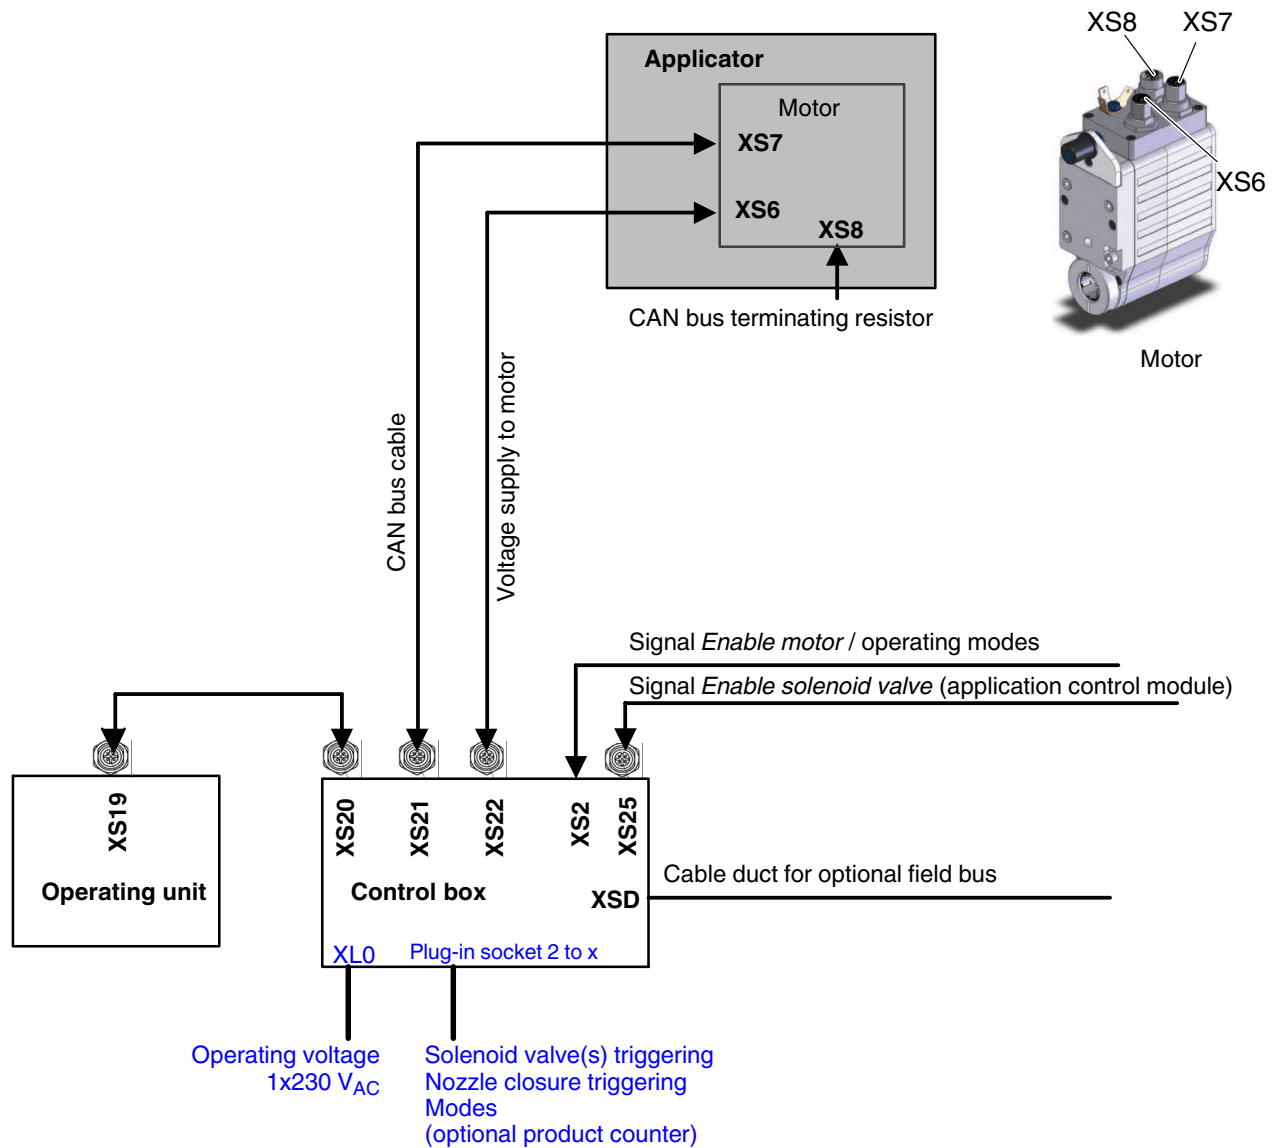 XS8 XS7
Applicator
Motor
XS7
XS6
XS6
XS8
CAN bus terminating resistor
Motor
CAN bus cable
Voltage supply to motor
Signal Enable motor / operating modes
Signal Enable solenoid valve (application control module)
XS19
XS20
XS21
XS22
XS2
XS25
Operating unit
Control box
XSD
Cable duct for optional field bus
XL0
Plug-in socket 2 to x
Operating voltage
1x230 VAC
Solenoid valve(s) triggering
Nozzle closure triggering
Modes
(optional product counter)